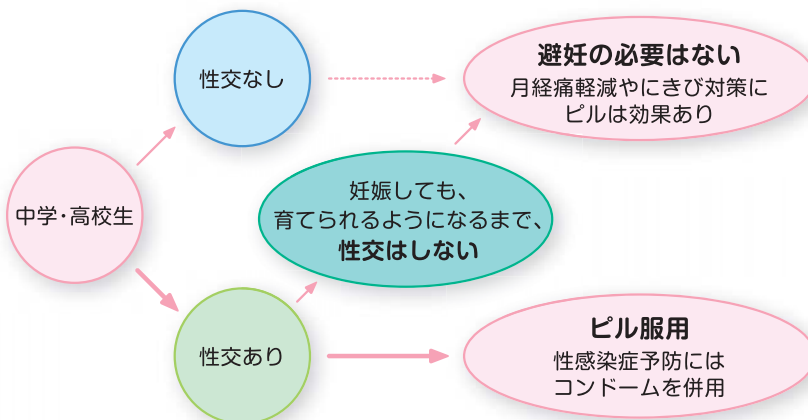 性交なし
避妊の必要はない
月経痛軽減やにきび対策に
ピルは効果あり
中学・高校生
妊娠しても、
育てられるようになるまで、
性交はしない
性交あり
ピル服用
性感染症予防には
コンドームを併用